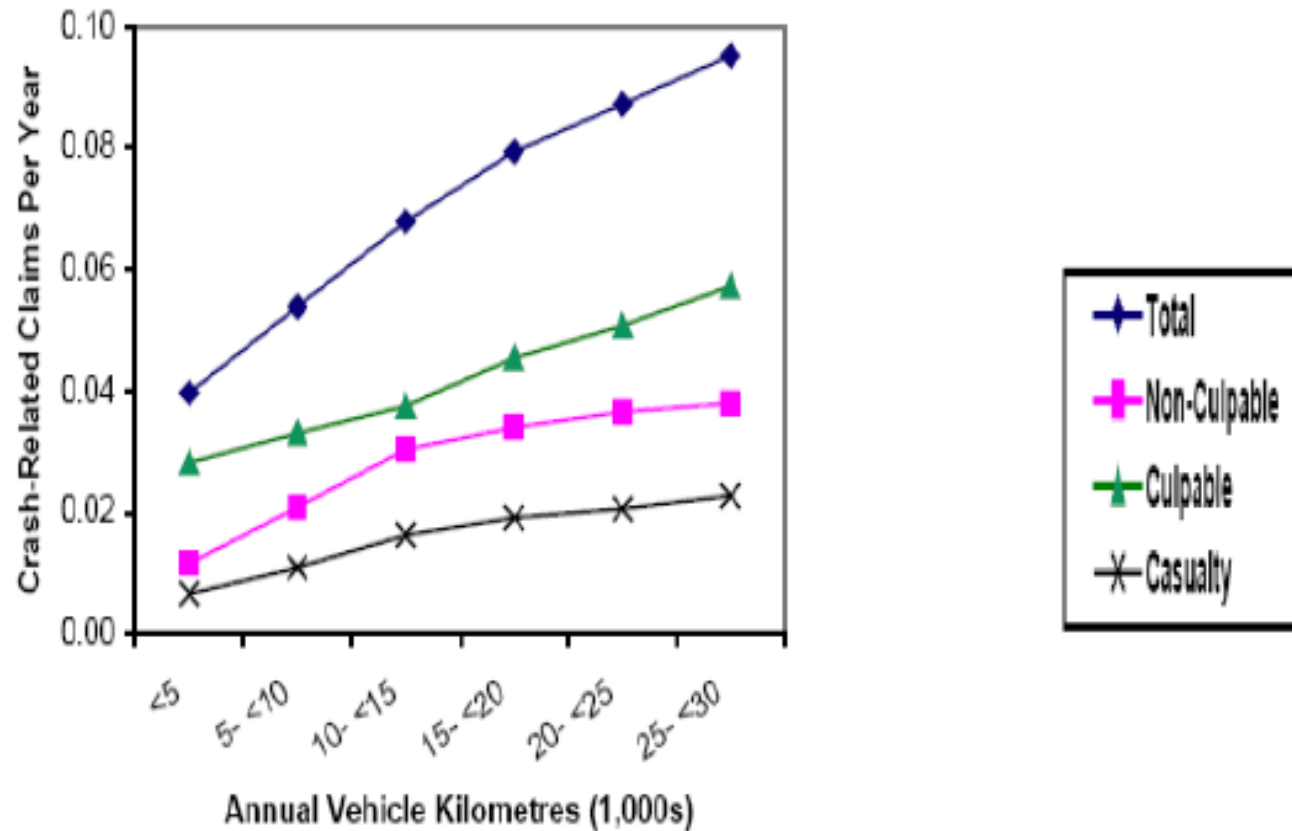 Crash-Related Claims Per Year
0.10
0.08
0.06
0.04
0.02
0.00
<5
5- <10
10- <15
15- <20
20- <25
25- <30
Annual Vehicle Kilometres (1,000s)
Total
Non-Culpable
Culpable
Casualty